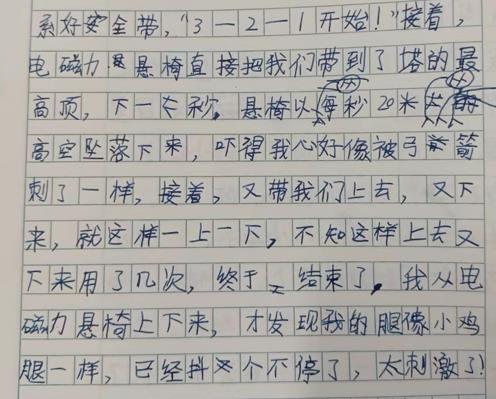 系好安全带,“3—2—1开始!”接着,
电磁力悬椅直接把我们带到了塔的最
高顶,下一秒,悬椅以每秒20米从
高空坠落下来,吓得我心好像被弓箭
刺了一样,接着,又带我们上去,又下
来,就这样一上一下,不知这样上去又
下来用了几次,终于结束了,我从电
磁力悬椅上下来,才发现我的腿像小鸡
腿一样,已经抖个不停了,太刺激了!